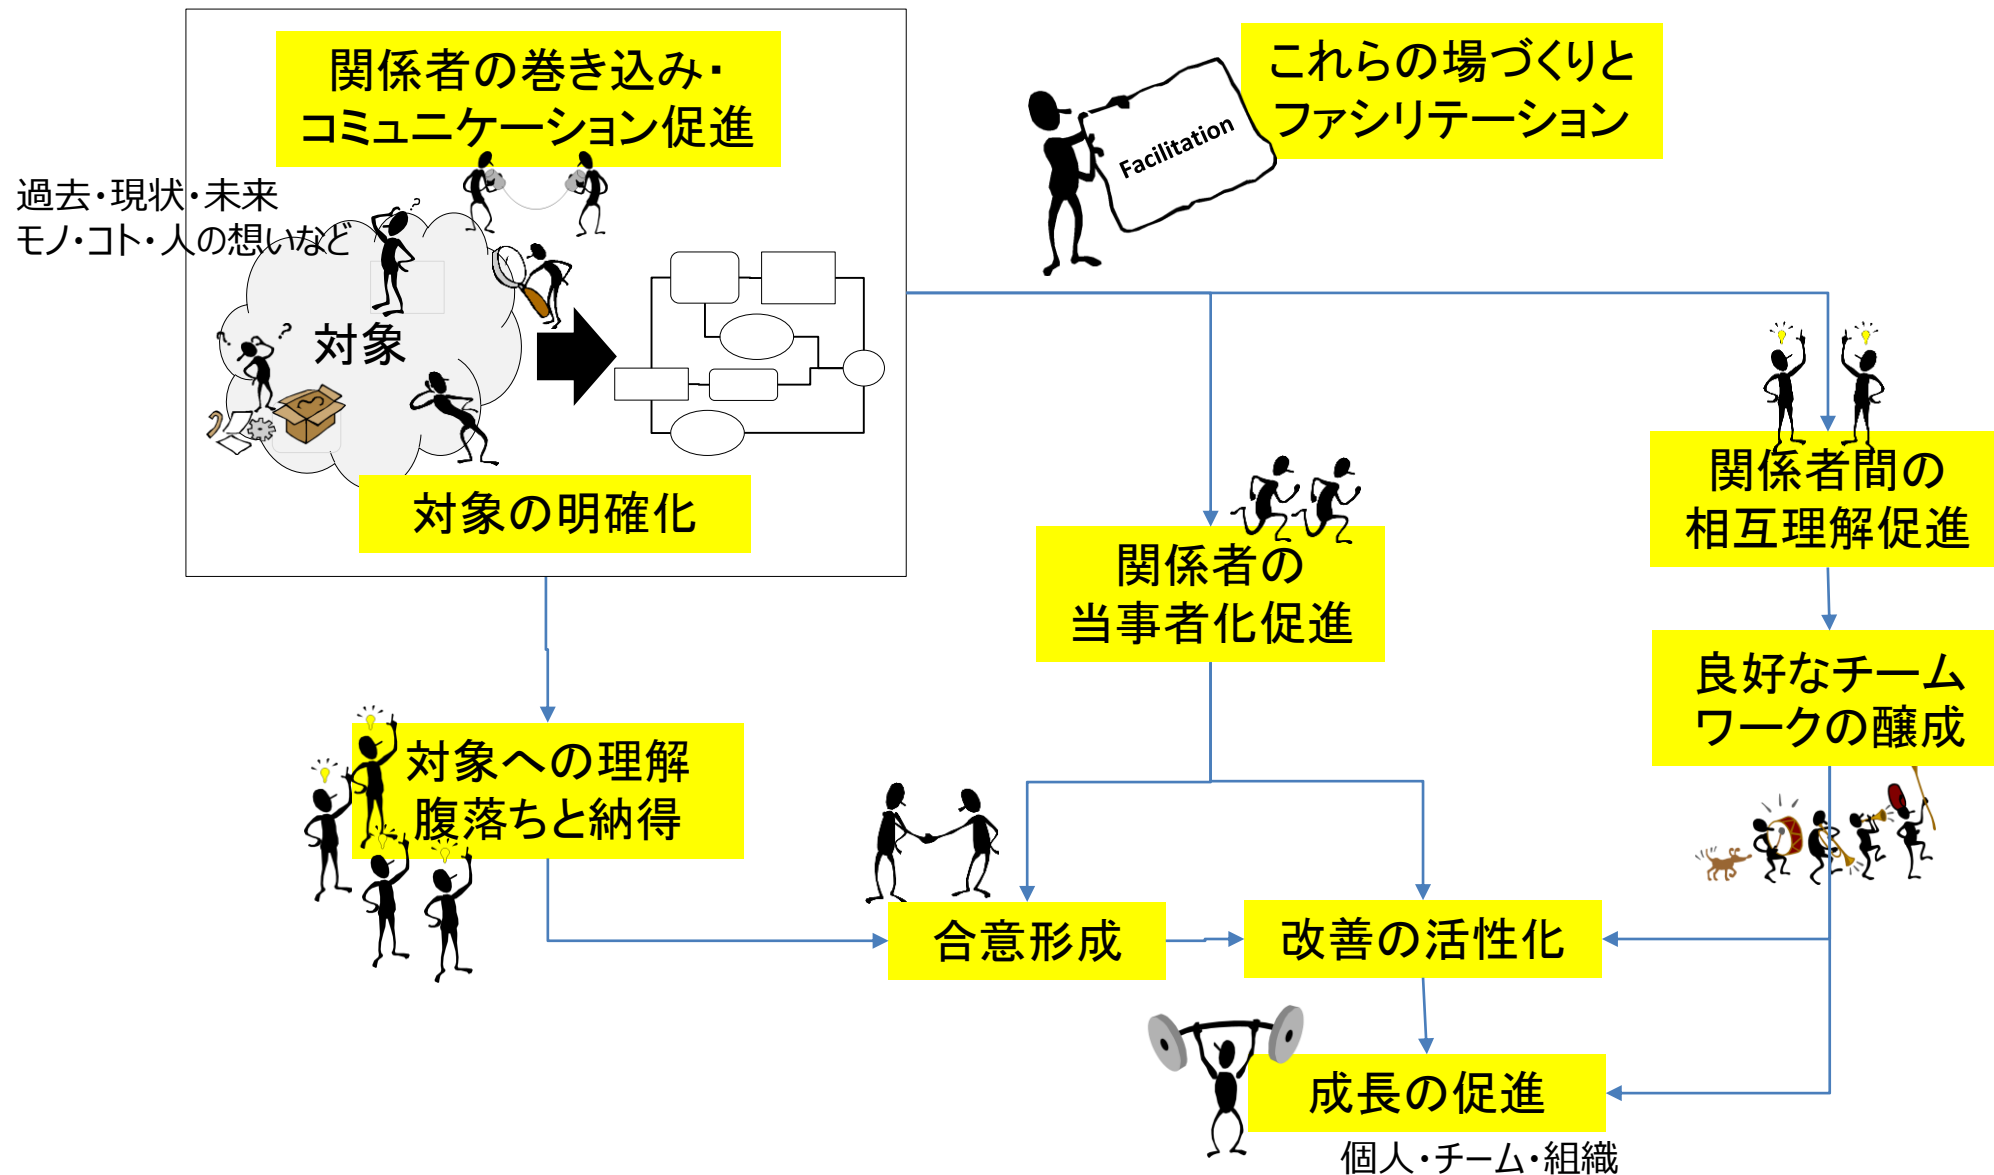 関係者の巻き込み・
コミュニケーション促進
これらの場づくりと
ファシリテーション
Facilitation
過去・現状・未来
モノ・コト・人の想いなど
?
?
?
対象
対象の明確化
関係者の
当事者化促進
関係者間の
相互理解促進
良好なチーム
ワークの醸成
対象への理解
腹落ちと納得
合意形成
改善の活性化
成長の促進
個人・チーム・組織